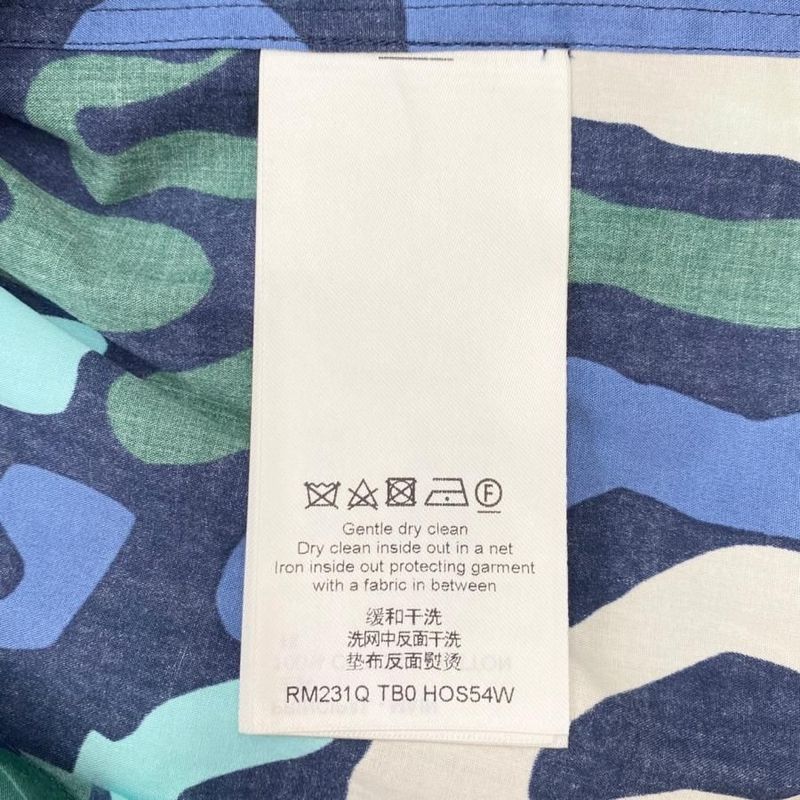 F
Gentle dry clean
Dry clean inside out in a net
Iron inside out protecting garment
with a fabric in between
缓和干洗
洗网中反面干洗
垫布反面熨烫
RM231Q TB0 HOS54W